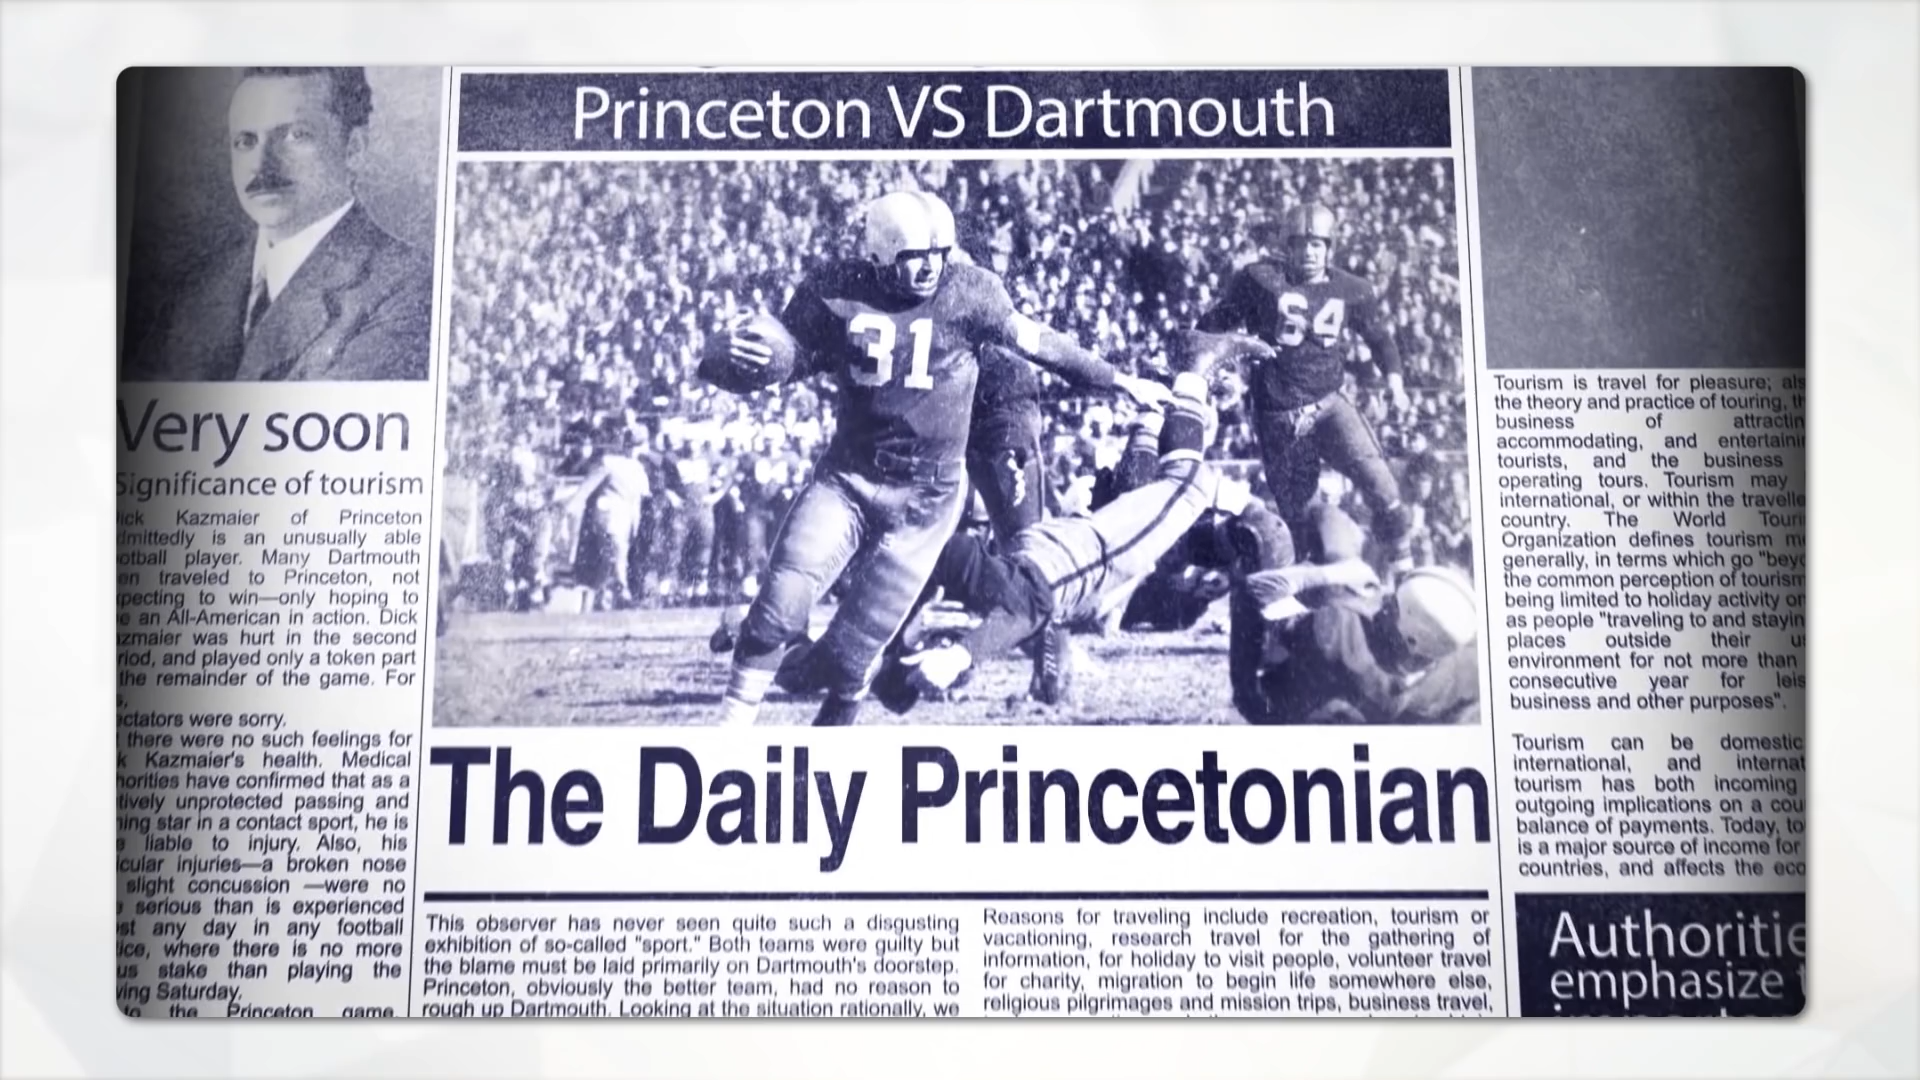 Princeton VS Dartmouth
31
64
Very soon
Significance of tourism
Kazmaier of Princeton
is an unusually able
player. Many Dartmouth
traveled to Princeton, not
to win—only hoping to
an All-American in action. Dick
was hurt in the second
and played only a token part
the remainder of the game. For
were sorry.
there were no such feelings for
Kazmaier's health. Medical
have confirmed that as a
unprotected passing and
star in a contact sport, he is
liable to injury. Also, his
injuries—a broken nose
slight concussion —were no
serious than is experienced
any day in any football
where there is no more
stake than playing the
Saturday.
the Princeton game,
The Daily Princetonian
This observer has never seen quite such a disgusting
exhibition of so-called "sport." Both teams were guilty but
the blame must be laid primarily on Dartmouth's doorstep.
Princeton, obviously the better team, had no reason to
rough up Dartmouth. Looking at the situation rationally, we
Reasons for traveling include recreation, tourism or
vacationing, research travel for the gathering of
information, for holiday to visit people, volunteer travel
for charity, migration to begin life somewhere else,
religious pilgrimages and mission trips, business travel,
Tourism is travel for pleasure;
the theory and practice of touring,
business of
accommodating, and
tourists, and the business
operating tours. Tourism may
international, or within the
country. The World
Organization defines tourism
generally, in terms which go
the common perception of tourism
being limited to holiday activity
as people "traveling to and
places outside their
environment for not more than
consecutive year for
business and other purposes".
Tourism can be domestic
international, and
tourism has both incoming
outgoing implications on a
balance of payments. Today,
is a major source of income for
countries, and affects the
emphasize